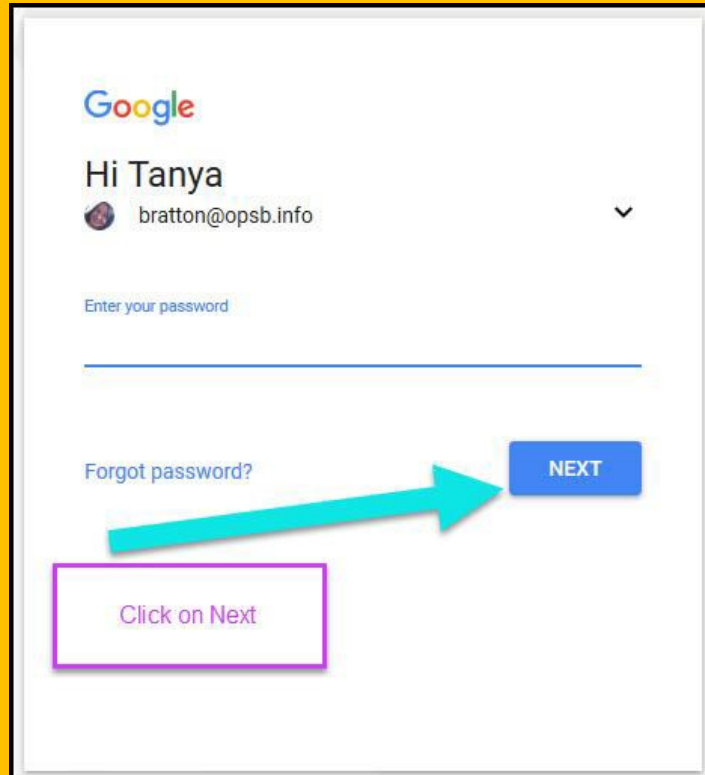 Google
Hi Tanya
bratton@opsb.info
Enter your password
Forgot password?
NEXT
Click on Next